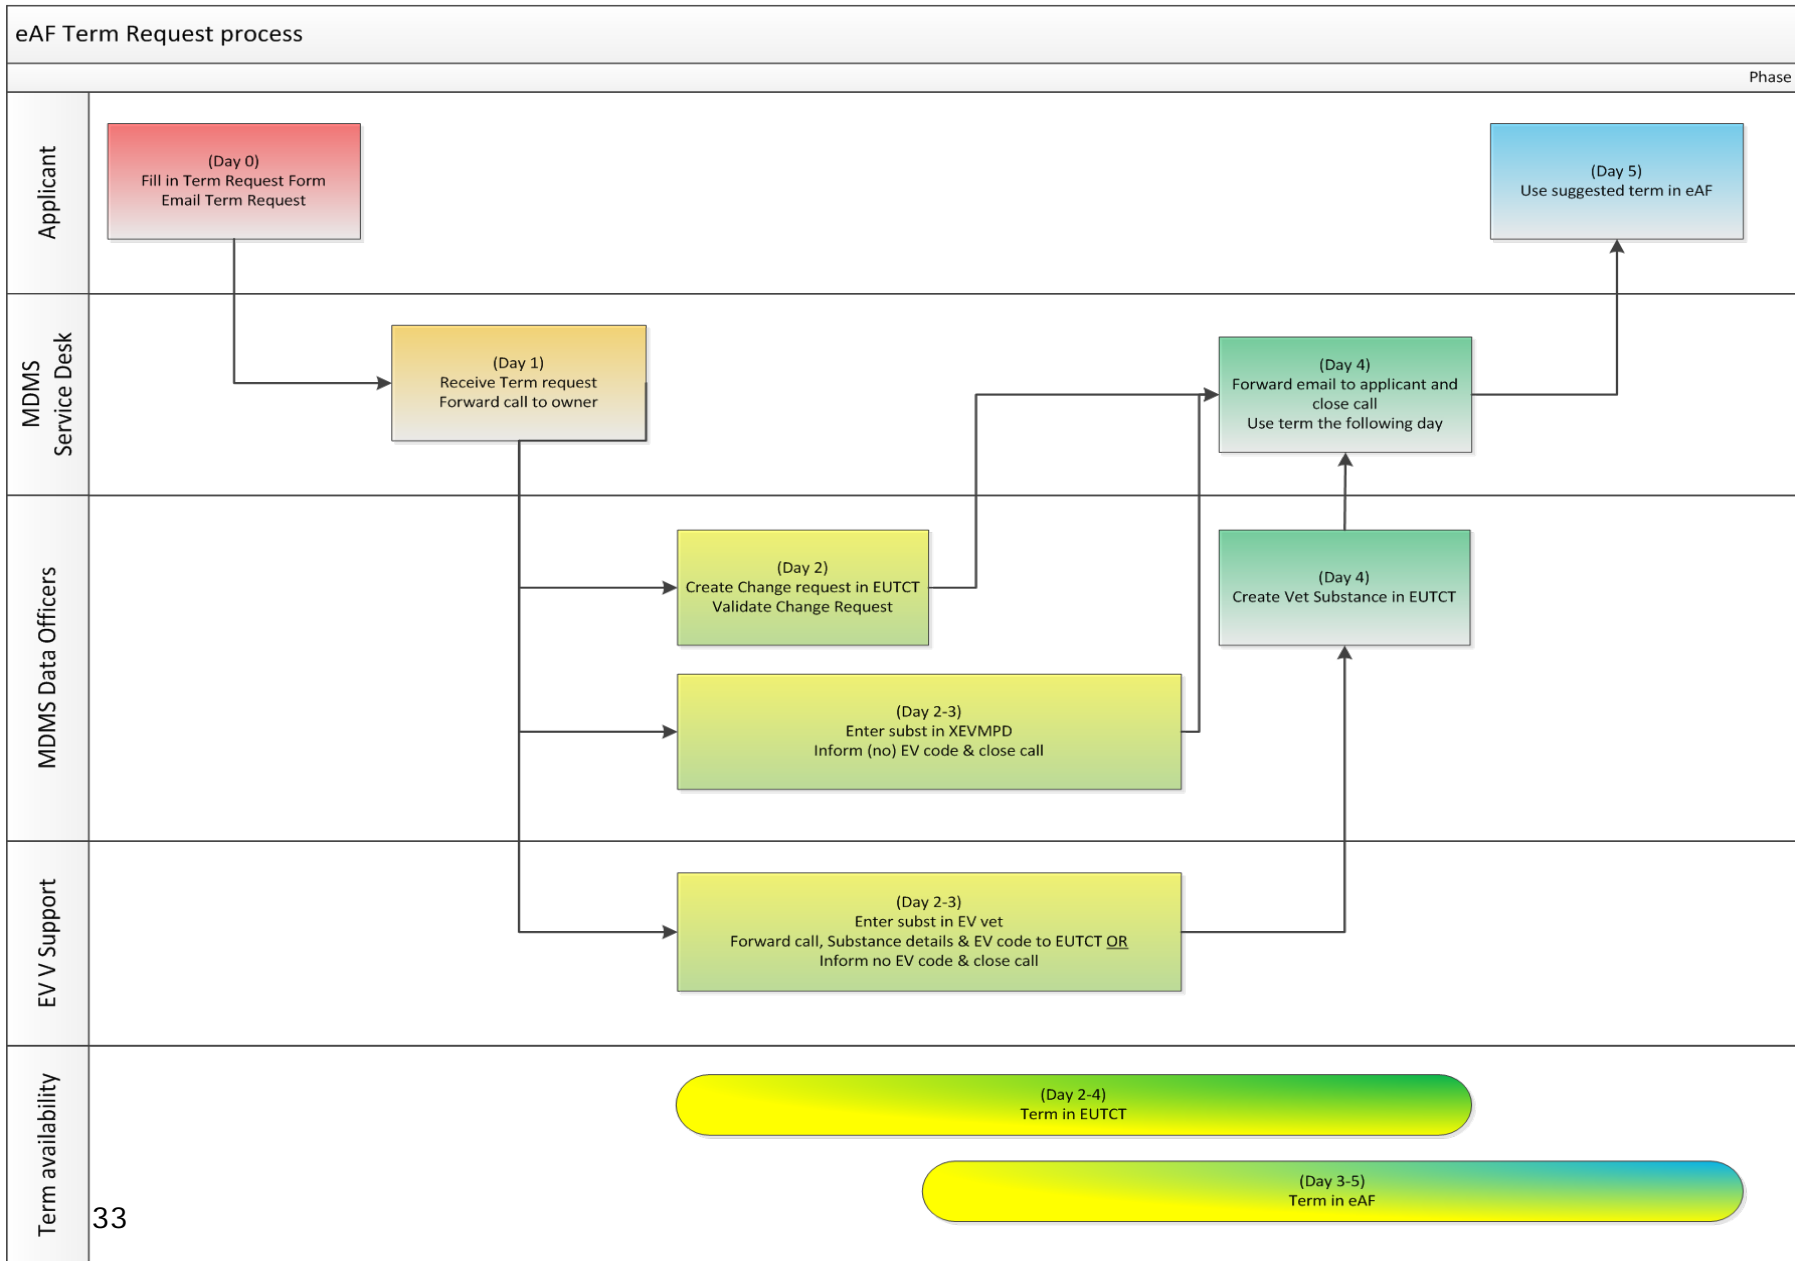 eAF Term Request process
Phase
Applicant
(Day 0)
Fill in Term Request Form
Email Term Request
(Day 5)
Use suggested term in eAF
MDMS
Service Desk
(Day 1)
Receive Term request
Forward call to owner
(Day 4)
Forward email to applicant and
close call
Use term the following day
MDMS Data Officers
(Day 2)
Create Change request in EUTCT
Validate Change Request
(Day 4)
Create Vet Substance in EUTCT
(Day 2-3)
Enter subst in XEVMPD
Inform (no) EV code & close call
EV V Support
(Day 2-3)
Enter subst in EV vet
Forward call, Substance details & EV code to EUTCT OR
Inform no EV code & close call
Term availability
(Day 2-4)
Term in EUTCT
(Day 3-5)
Term in eAF
33